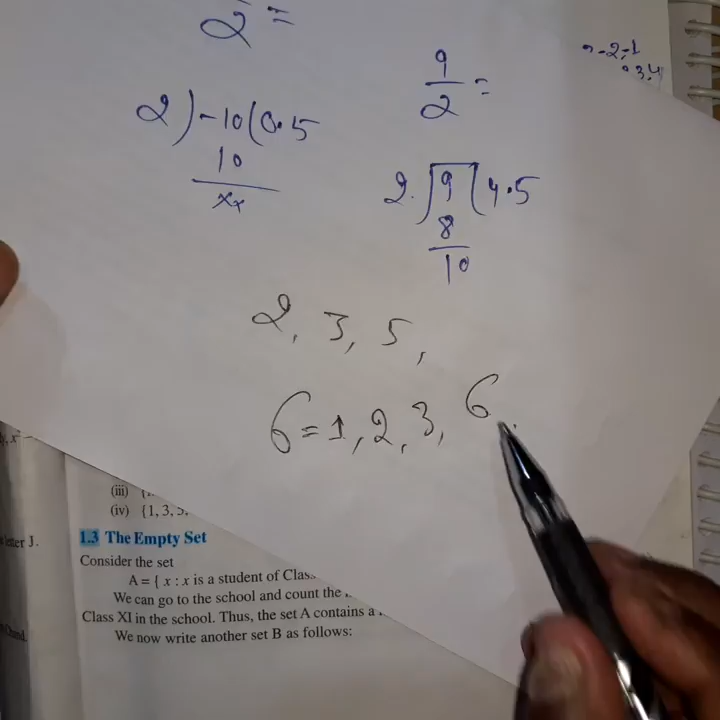 2 =
9
2 =
2 ) -10 ( 0.5
10
xx
2. ) 9 ( 4.5
8
10
2, 3, 5,
6 = 1, 2, 3, 6
(iii)
(iv) {1, 3, 5.
1.3 The Empty Set
Consider the set
A = { x : x is a student of Clas
We can go to the school and count the
Class XI in the school. Thus, the set A contains a
We now write another set B as follows: